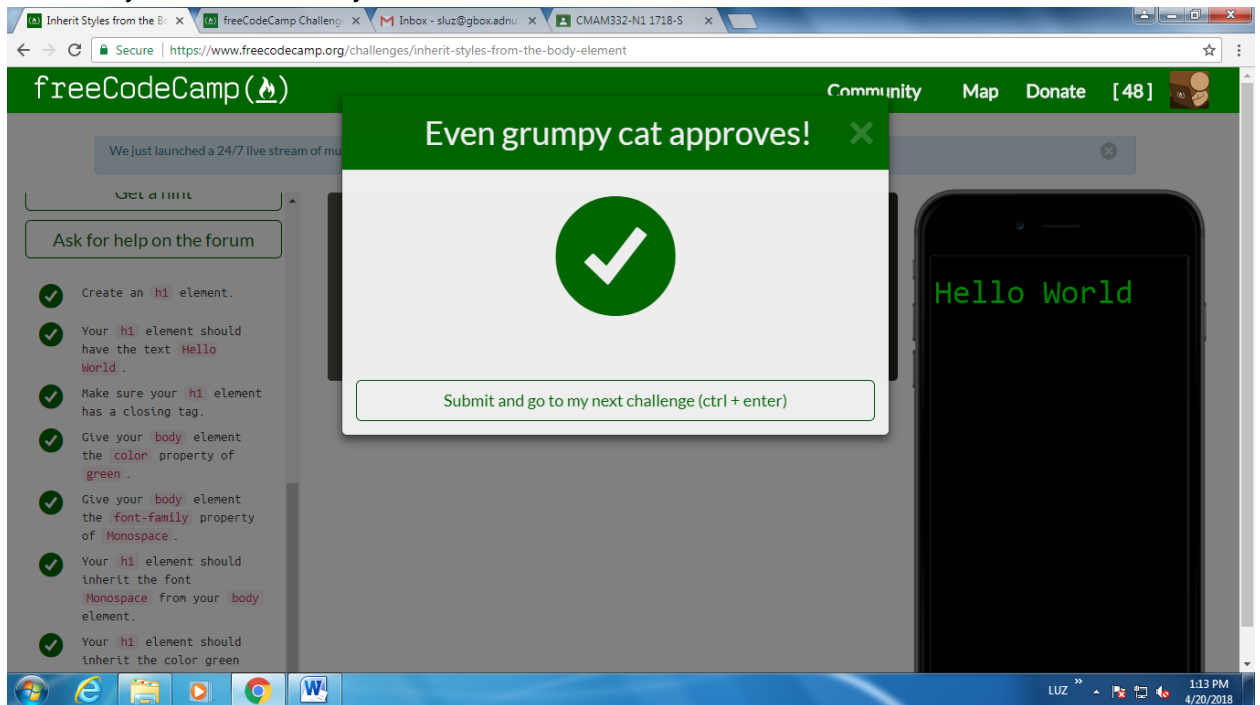 Inherit Styles from the Bo
freeCodeCamp Challeng
Inbox - sluz@gbox.adnu.
CMAM332-N1 1718-S
Secure | https://www.freecodecamp.org/challenges/inherit-styles-from-the-body-element
freeCodeCamp
Community Map Donate [ 48 ]
Even grumpy cat approves!
We just launched a 24/7 live stream of mu
Get a hint
Ask for help on the forum
Create an h1 element.
Your h1 element should
have the text Hello
World .
Make sure your h1 element
has a closing tag.
Give your body element
the color property of
green .
Give your body element
the font-family property
of Monospace .
Your h1 element should
inherit the font
Monospace from your body
element.
Your h1 element should
inherit the color green
Submit and go to my next challenge (ctrl + enter)
Hello World
LUZ
1:13 PM
4/20/2018